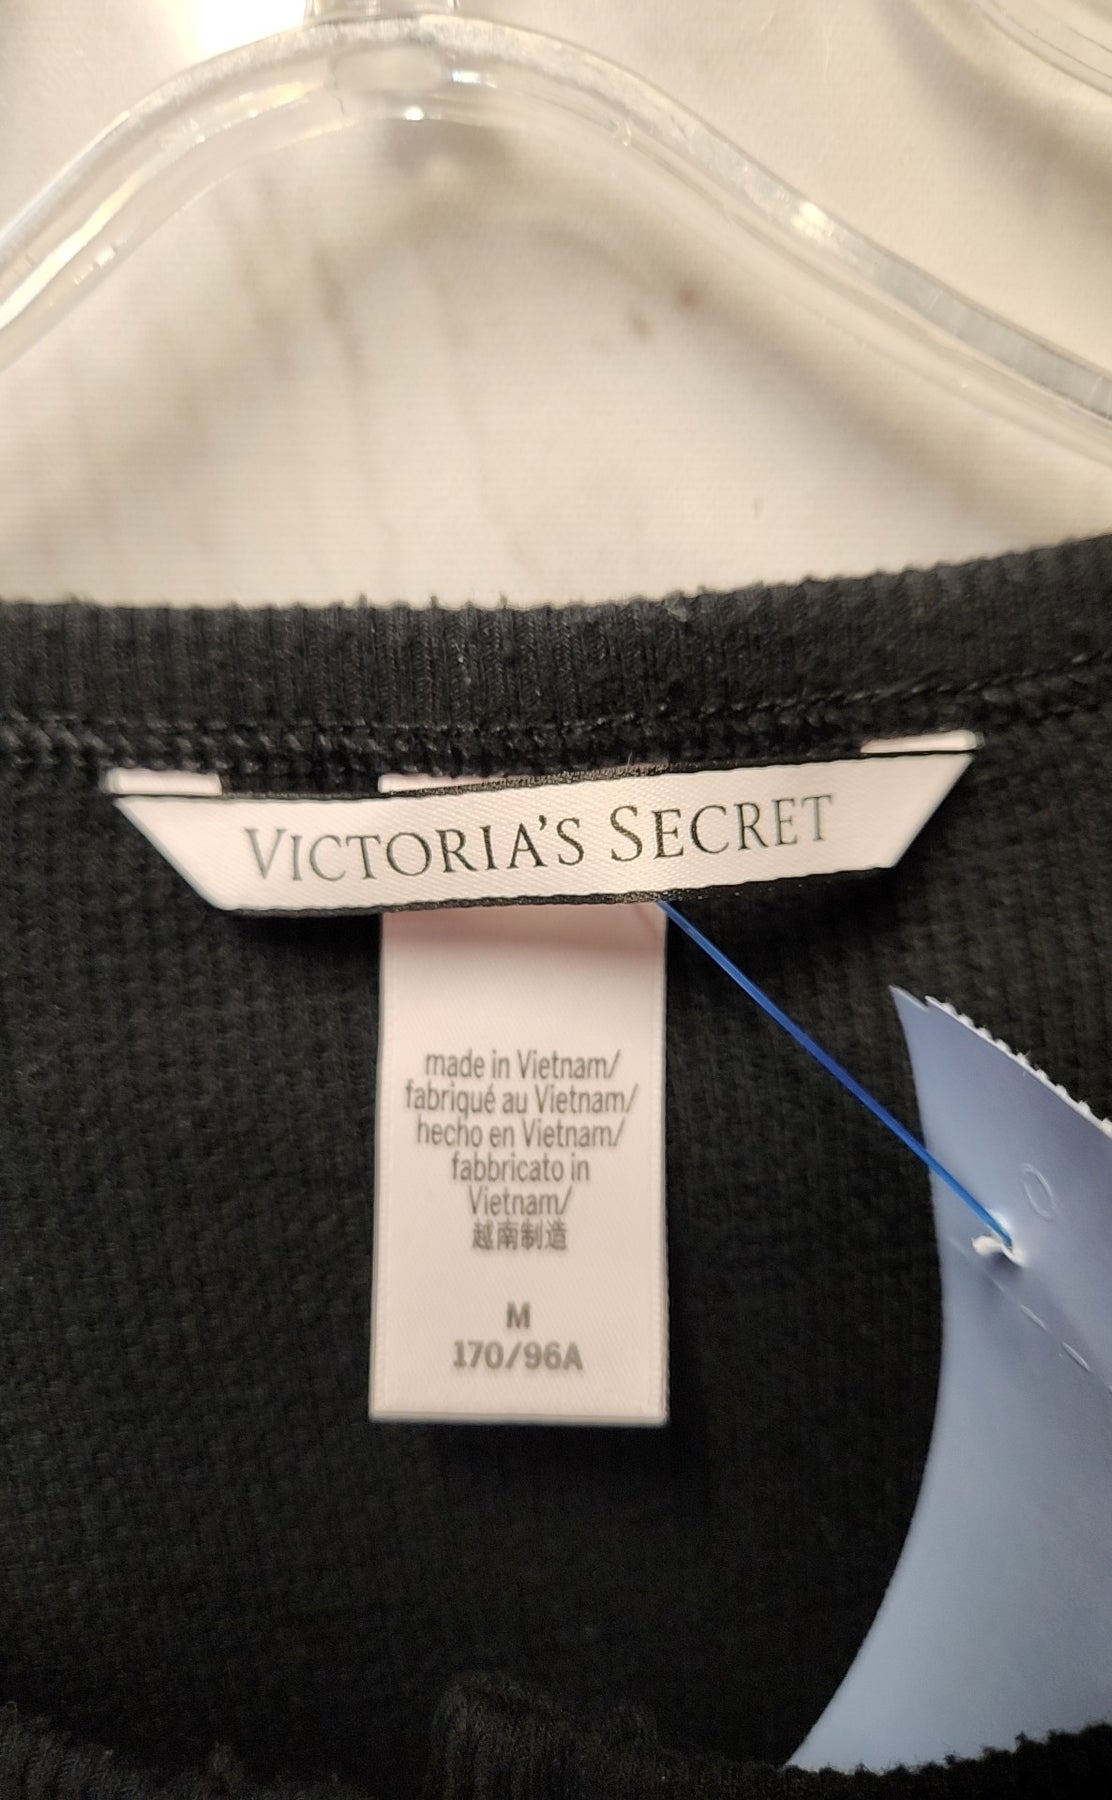 VICTORIA'S SECRET
made in Vietnam/
fabriqué au Vietnam/
hecho en Vietnam/
fabbricato in
Vietnam/
越南制造
M
170/96A